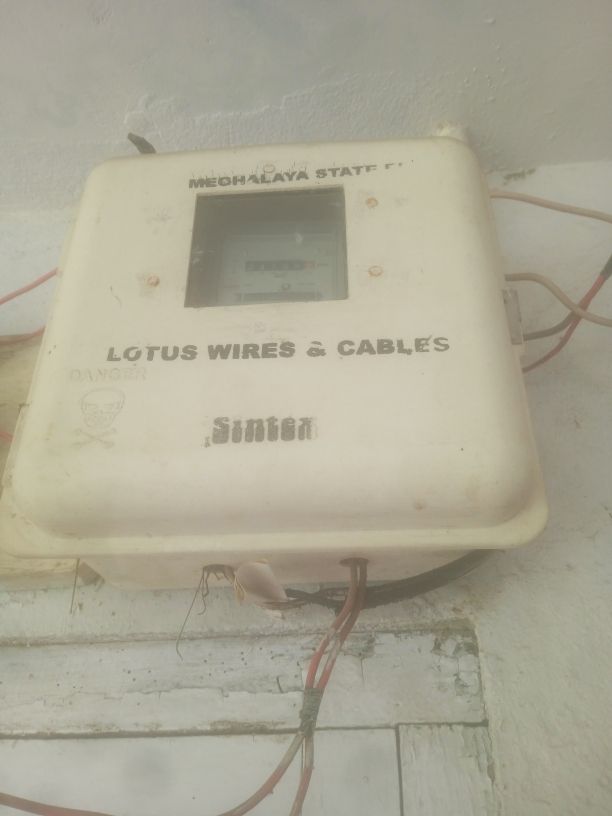 MEGHALAYA STATE
LOTUS WIRES & CABLES
DANGER
Sintex